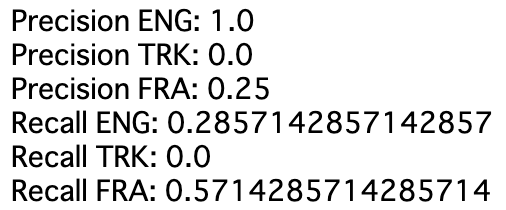 Precision ENG: 1.0
Precision TRK: 0.0
Precision FRA: 0.25
Recall ENG: 0.2857142857142857
Recall TRK: 0.0
Recall FRA: 0.5714285714285714